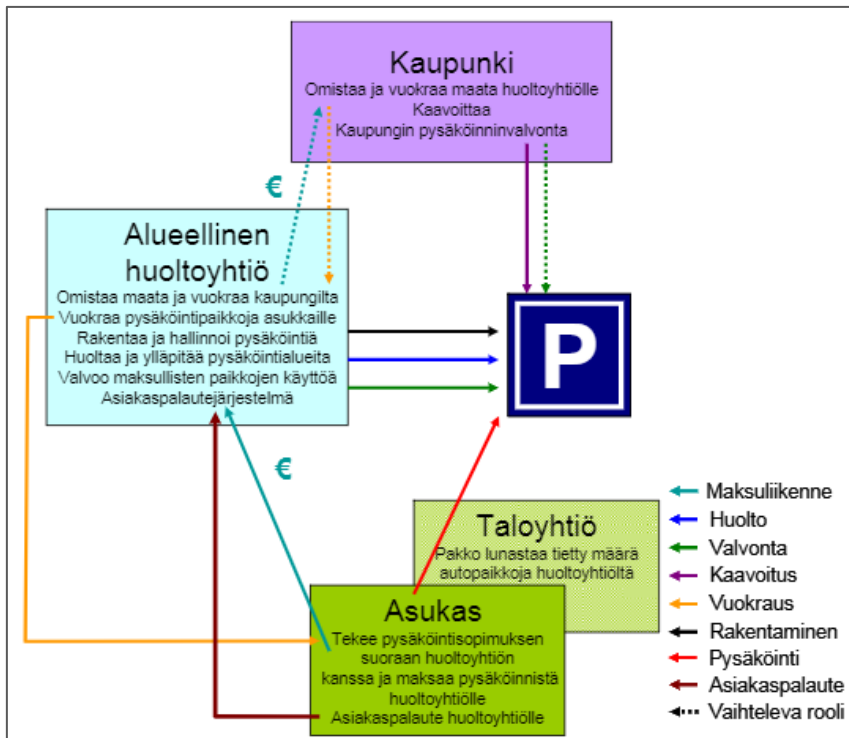 Kaupunki
Omistaa ja vuokraa maata huoltoyhtiölle
Kaavoittaa
Kaupungin pysäköinninvalvonta
€
Alueellinen
huoltoyhtiö
Omistaa maata ja vuokraa kaupungilta
Vuokraa pysäköintipaikkoja asukkaille
Rakentaa ja hallinnoi pysäköintiä
Huoltaa ja ylläpitää pysäköintialueita
Valvoo maksullisten paikkojen käyttöä
Asiakaspalautejärjestelmä
P
€
Taloyhtiö
Pakko lunastaa tietty määrä
autopaikkoja huoltoyhtiöltä
Asukas
Tekee pysäköintisopimuksen
suoraan huoltoyhtiön
kanssa ja maksaa pysäköinnistä
huoltoyhtiölle
Asiakaspalaute huoltoyhtiölle
Maksuliikenne
Huolto
Valvonta
Kaavoitus
Vuokraus
Rakentaminen
Pysäköinti
Asiakaspalaute
Vaihteleva rooli